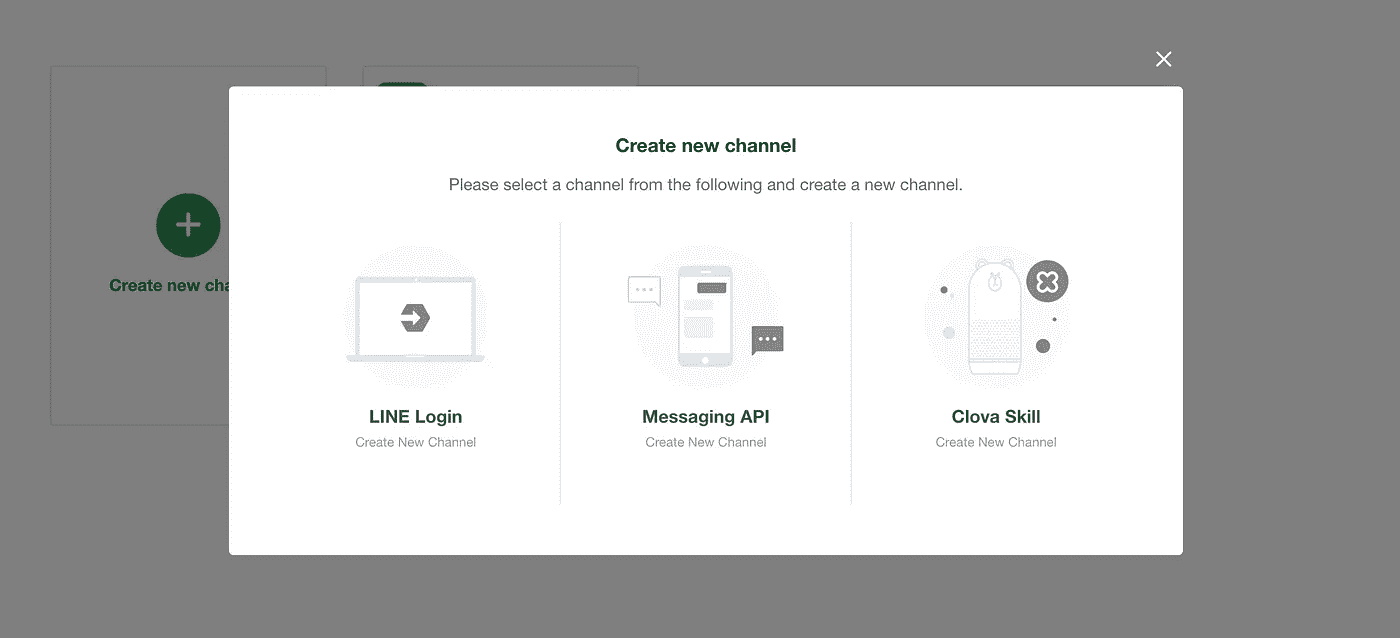 Create new channel
Please select a channel from the following and create a new channel.
Create new cha
LINE Login
Create New Channel
Messaging API
Create New Channel
Clova Skill
Create New Channel